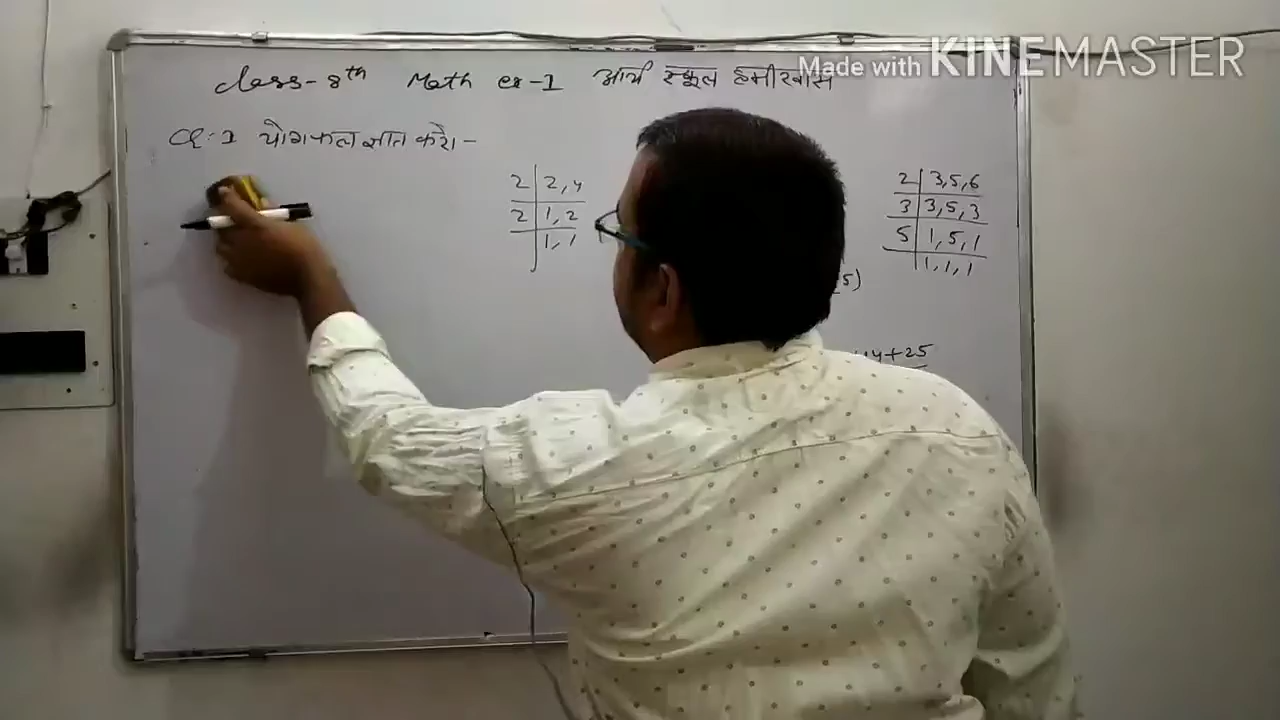 Made with KINEMASTER
class-8th Math ex-1 आर्य स्कूल हमीरवास
Q:1 योगफल ज्ञात करो-
2 | 2, 4
2 | 1, 2
1, 1
2 | 3, 5, 6
3 | 3, 5, 3
5 | 1, 5, 1
1, 1, 1
5)
14+25